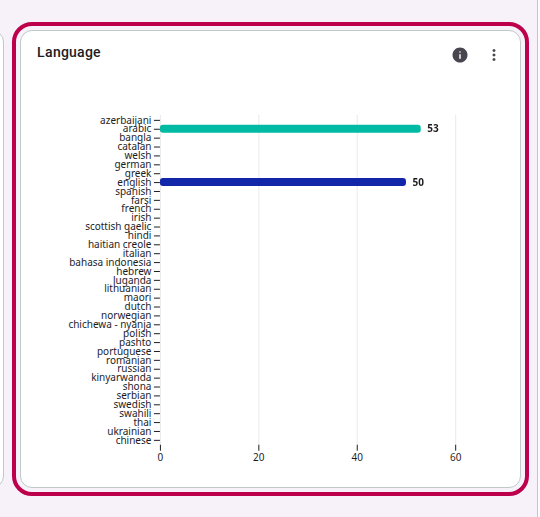 Language
azerbaijani
arabic
53
bangla
catalan
welsh
german
greek
english
50
spanish
farsi
french
irish
scottish gaelic
hindi
haitian creole
italian
bahasa indonesia
hebrew
luganda
lithuanian
maori
dutch
norwegian
chichewa - nyanja
polish
pashto
portuguese
romanian
russian
kinyarwanda
shona
serbian
swedish
swahili
thai
ukrainian
chinese
0 20 40 60